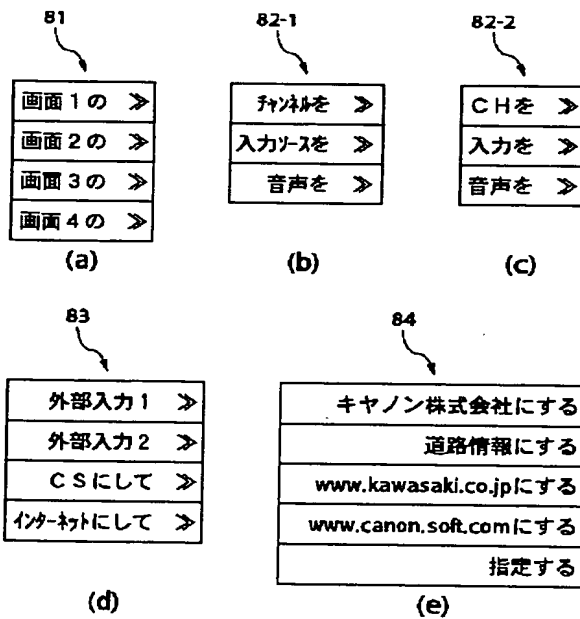 81
画面1の ≫
画面2の ≫
画面3の ≫
画面4の ≫
(a)
82-1
チャンネルを ≫
入力ソースを ≫
音声を ≫
(b)
82-2
CHを ≫
入力を ≫
音声を ≫
(c)
83
外部入力1 ≫
外部入力2 ≫
CSにして ≫
インターネットにして ≫
(d)
84
キヤノン株式会社にする
道路情報にする
www.kawasaki.co.jpにする
www.canon.soft.comにする
指定する
(e)